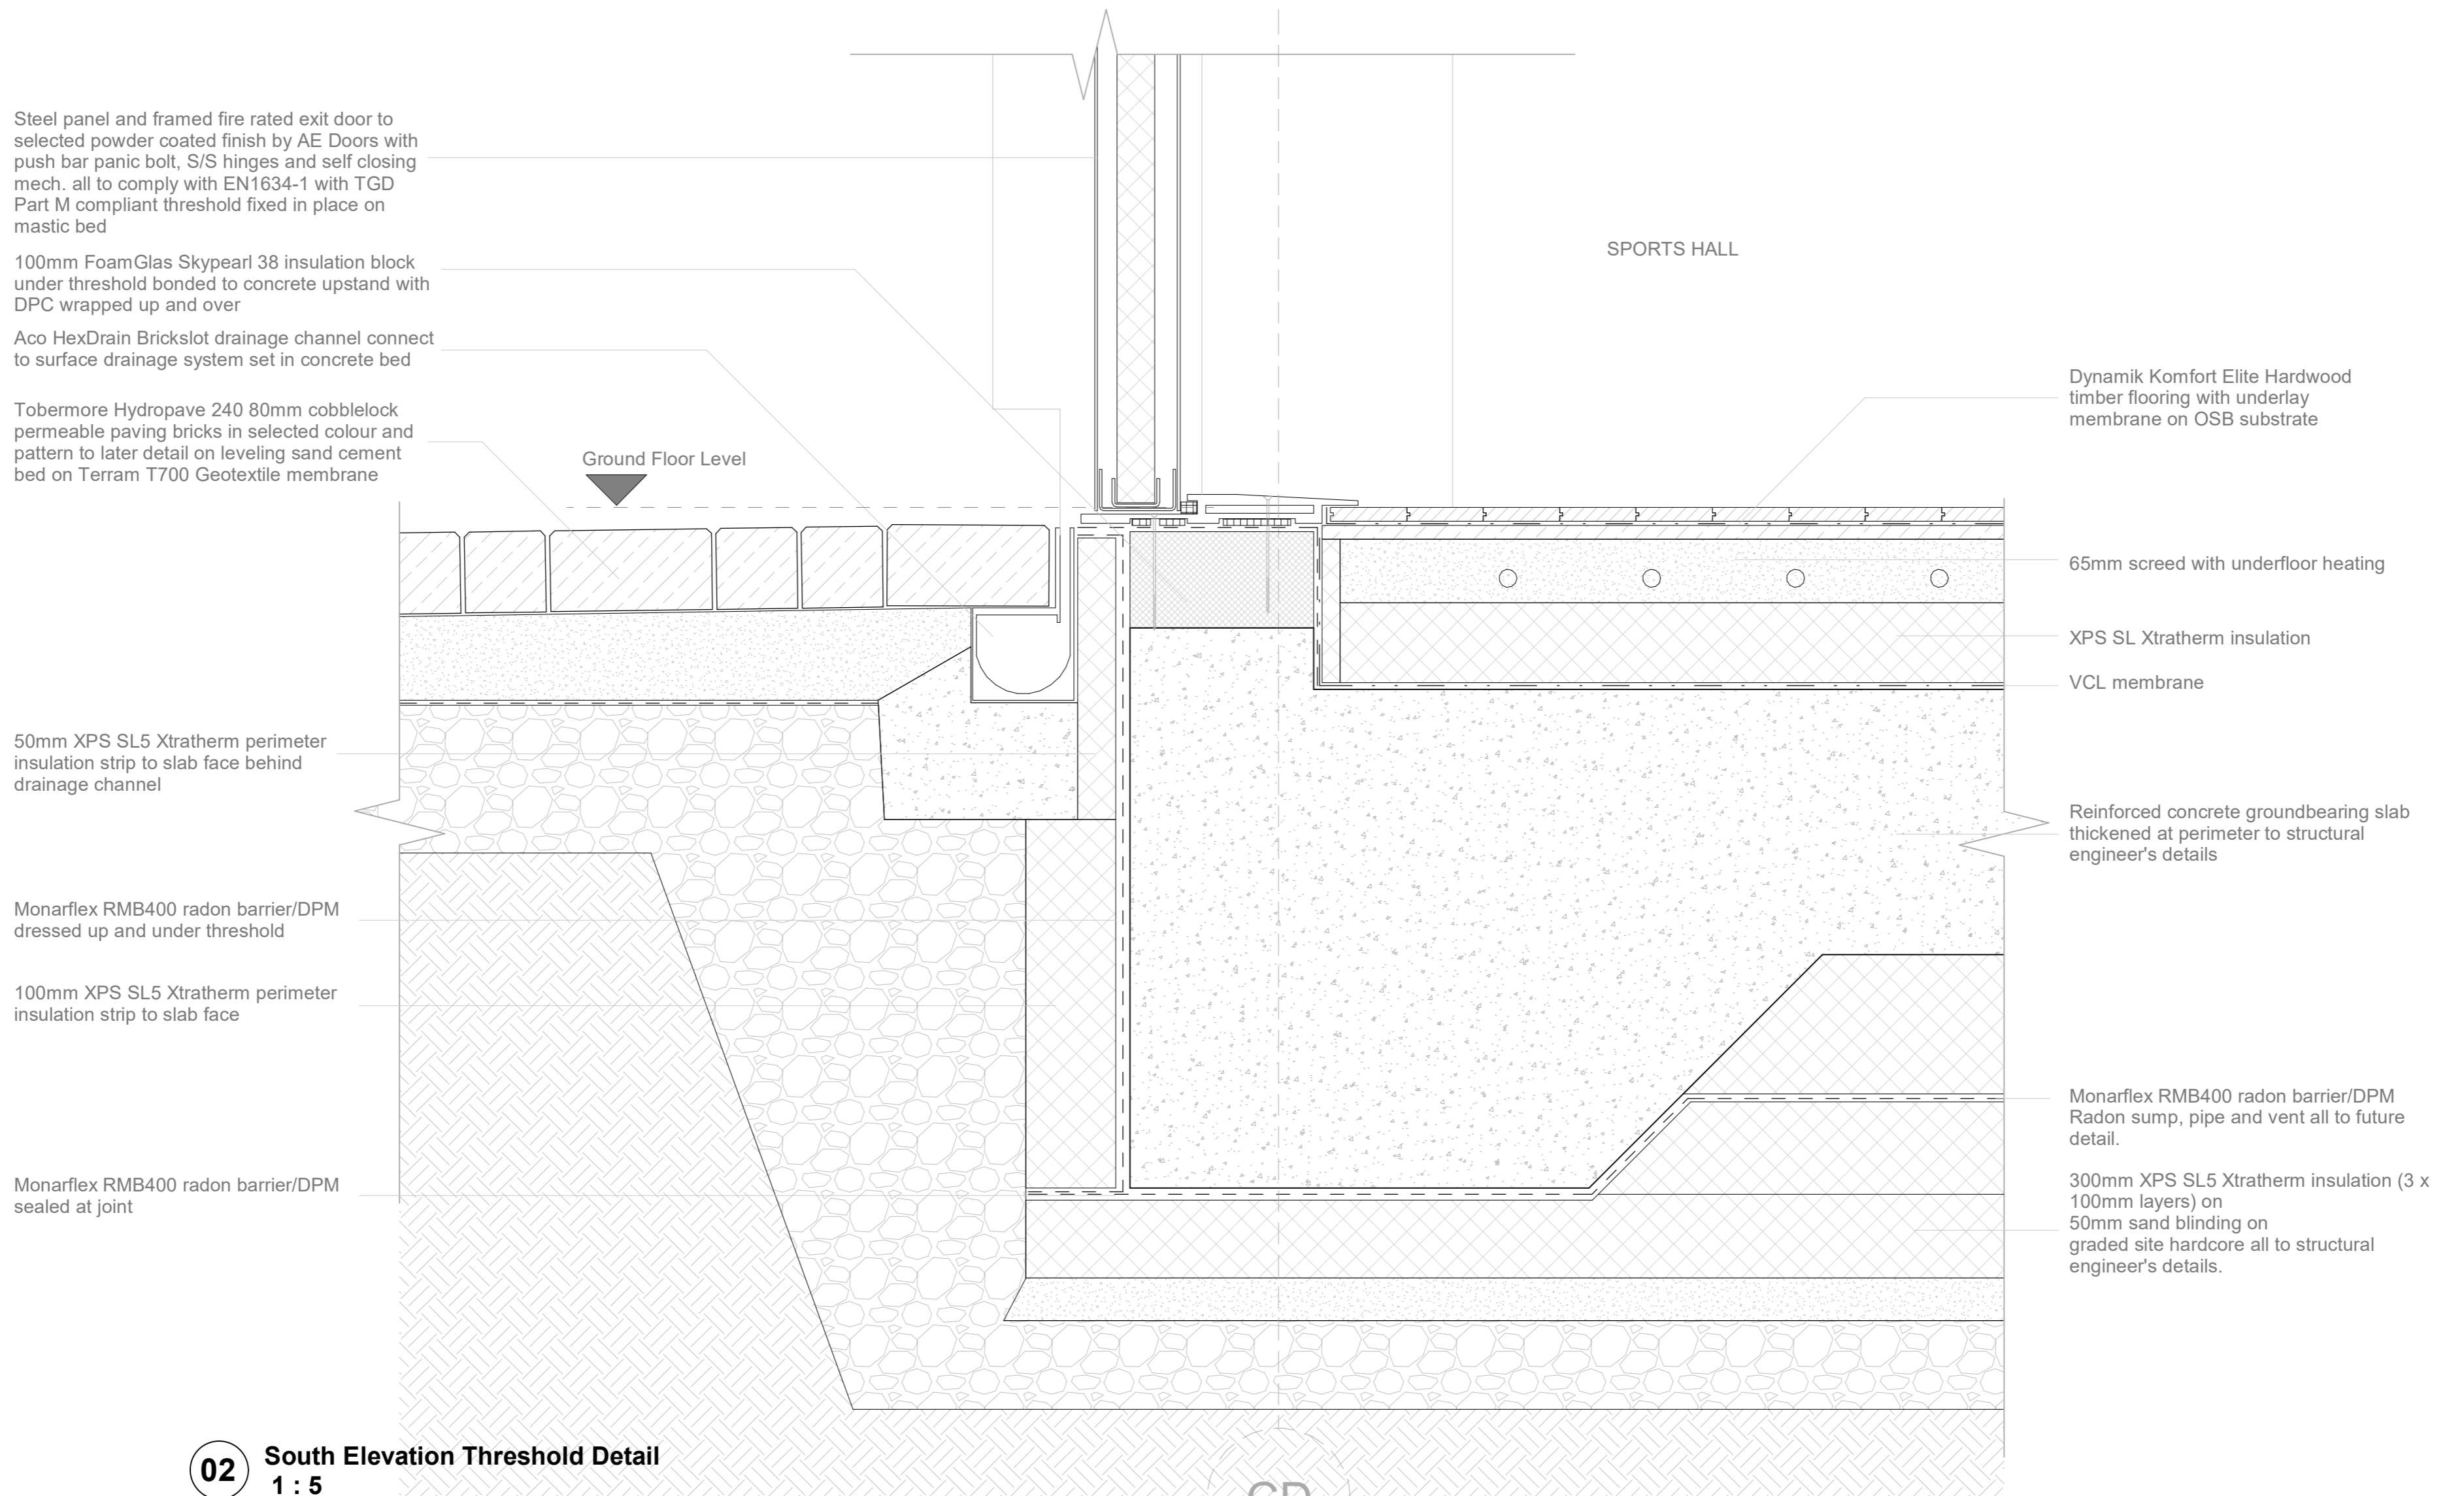 Steel panel and framed fire rated exit door to
selected powder coated finish by AE Doors with
push bar panic bolt, S/S hinges and self closing
mech. all to comply with EN1634-1 with TGD
Part M compliant threshold fixed in place on
mastic bed
100mm FoamGlas Skypearl 38 insulation block
under threshold bonded to concrete upstand with
DPC wrapped up and over
Aco HexDrain Brickslot drainage channel connect
to surface drainage system set in concrete bed
Tobermore Hydropave 240 80mm cobblelock
permeable paving bricks in selected colour and
pattern to later detail on leveling sand cement
bed on Terram T700 Geotextile membrane
Ground Floor Level
50mm XPS SL5 Xtratherm perimeter
insulation strip to slab face behind
drainage channel
Monarflex RMB400 radon barrier/DPM
dressed up and under threshold
100mm XPS SL5 Xtratherm perimeter
insulation strip to slab face
Monarflex RMB400 radon barrier/DPM
sealed at joint
SPORTS HALL
Dynamik Komfort Elite Hardwood
timber flooring with underlay
membrane on OSB substrate
65mm screed with underfloor heating
XPS SL Xtratherm insulation
VCL membrane
Reinforced concrete groundbearing slab
thickened at perimeter to structural
engineer's details
Monarflex RMB400 radon barrier/DPM
Radon sump, pipe and vent all to future
detail.
300mm XPS SL5 Xtratherm insulation (3 x
100mm layers) on
50mm sand blinding on
graded site hardcore all to structural
engineer's details.
02 South Elevation Threshold Detail
1 : 5